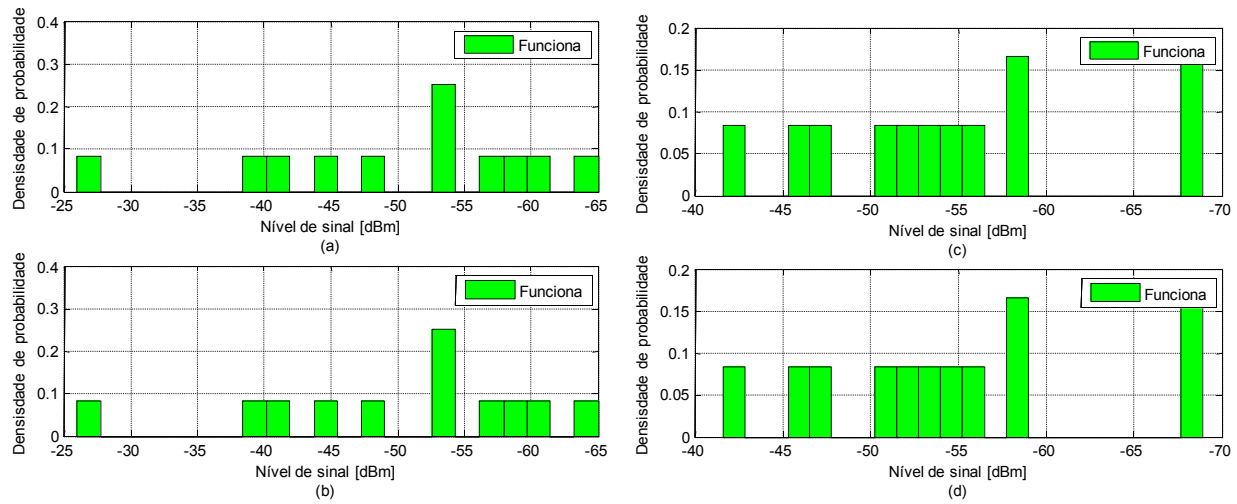 0.4
0.3
0.2
0.1
0
Densisdade de probabilidade
Funciona
-25 -30 -35 -40 -45 -50 -55 -60 -65
Nível de sinal [dBm]
(a)
0.2
0.15
0.1
0.05
0
Densisdade de probabilidade
Funciona
-40 -45 -50 -55 -60 -65 -70
Nível de sinal [dBm]
(c)
0.4
0.3
0.2
0.1
0
Densisdade de probabilidade
Funciona
-25 -30 -35 -40 -45 -50 -55 -60 -65
Nível de sinal [dBm]
(b)
0.2
0.15
0.1
0.05
0
Densisdade de probabilidade
Funciona
-40 -45 -50 -55 -60 -65 -70
Nível de sinal [dBm]
(d)